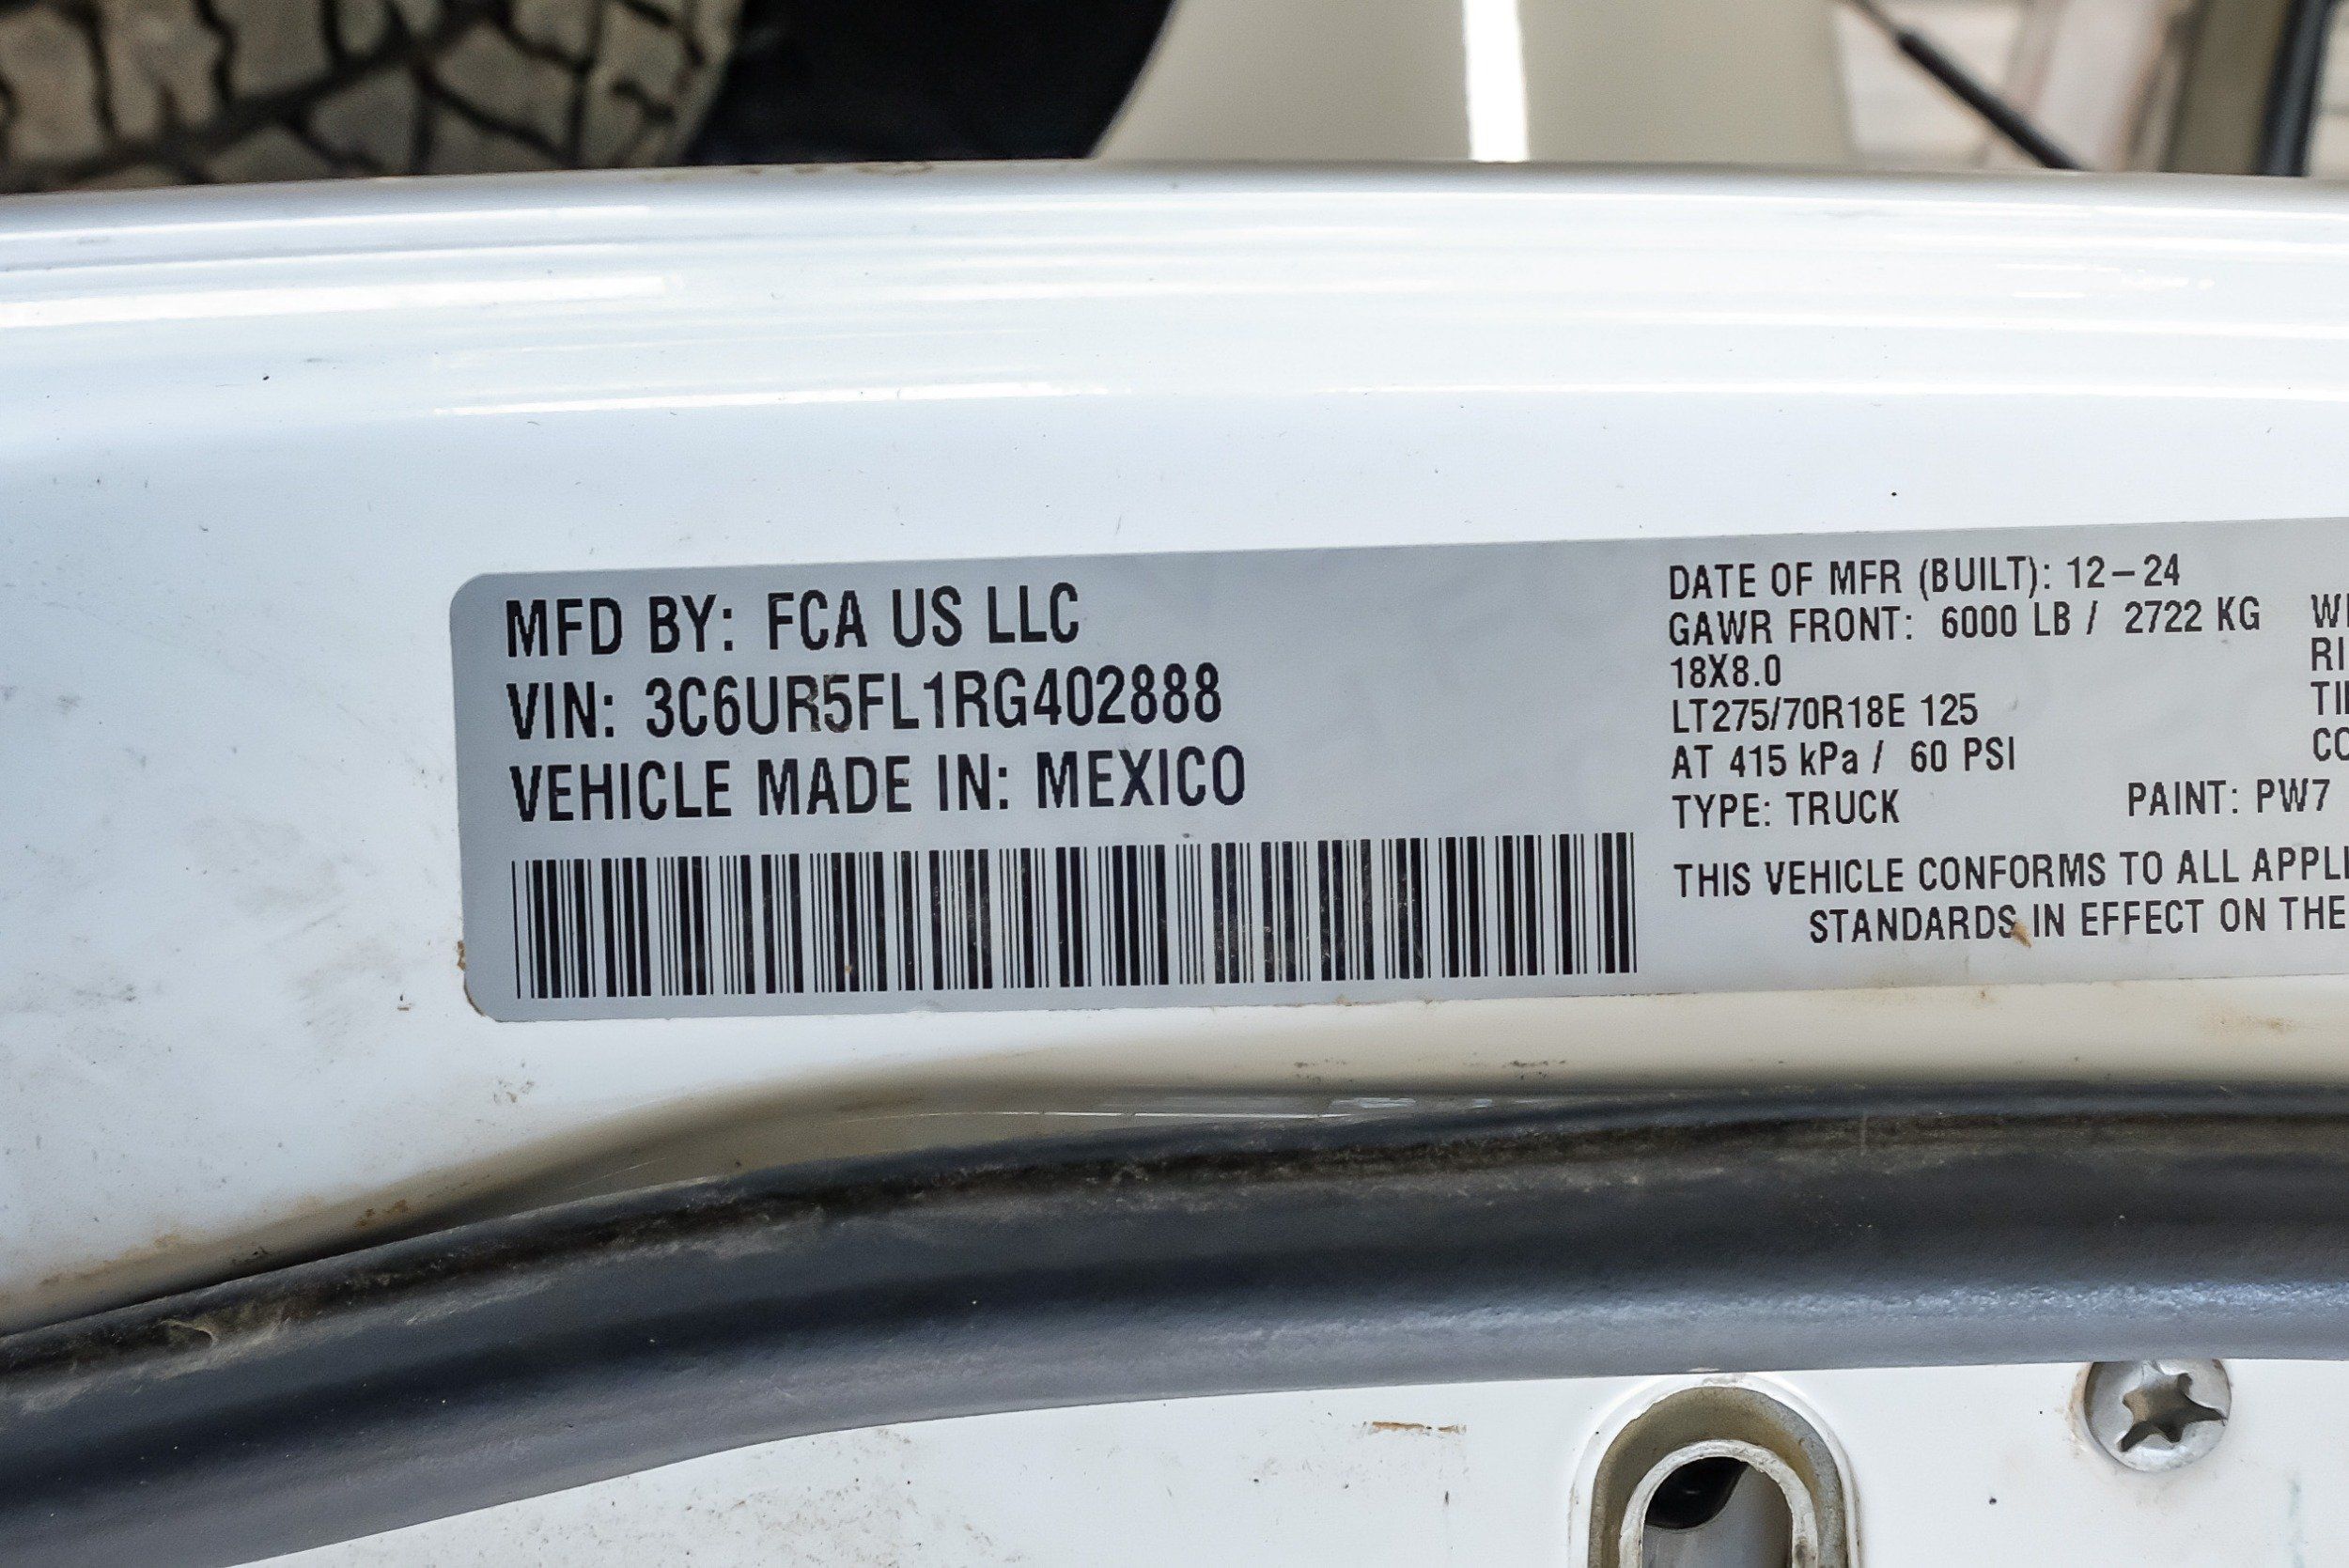 MFD BY: FCA US LLC
VIN: 3C6UR5FL1RG402888
VEHICLE MADE IN: MEXICO
DATE OF MFR (BUILT): 12-24
GAWR FRONT: 6000 LB / 2722 KG
18X8.0
LT275/70R18E 125
AT 415 kPa / 60 PSI
TYPE: TRUCK
PAINT: PW7
THIS VEHICLE CONFORMS TO ALL
STANDARDS IN EFFECT ON THE